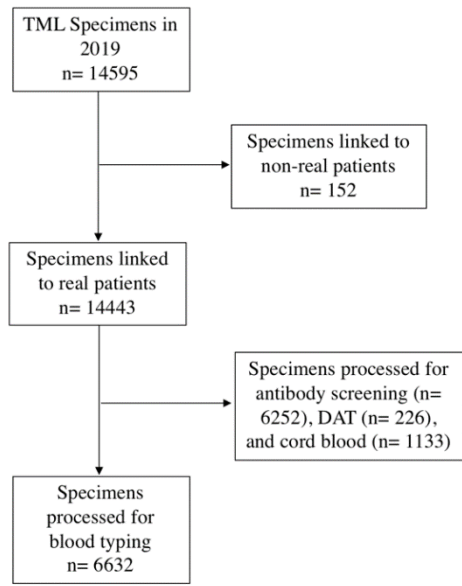 TML Specimens in
2019
n= 14595
Specimens linked to
non-real patients
n= 152
Specimens linked
to real patients
n= 14443
Specimens processed for
antibody screening (n=
6252), DAT (n= 226),
and cord blood (n= 1133)
Specimens
processed for
blood typing
n= 6632